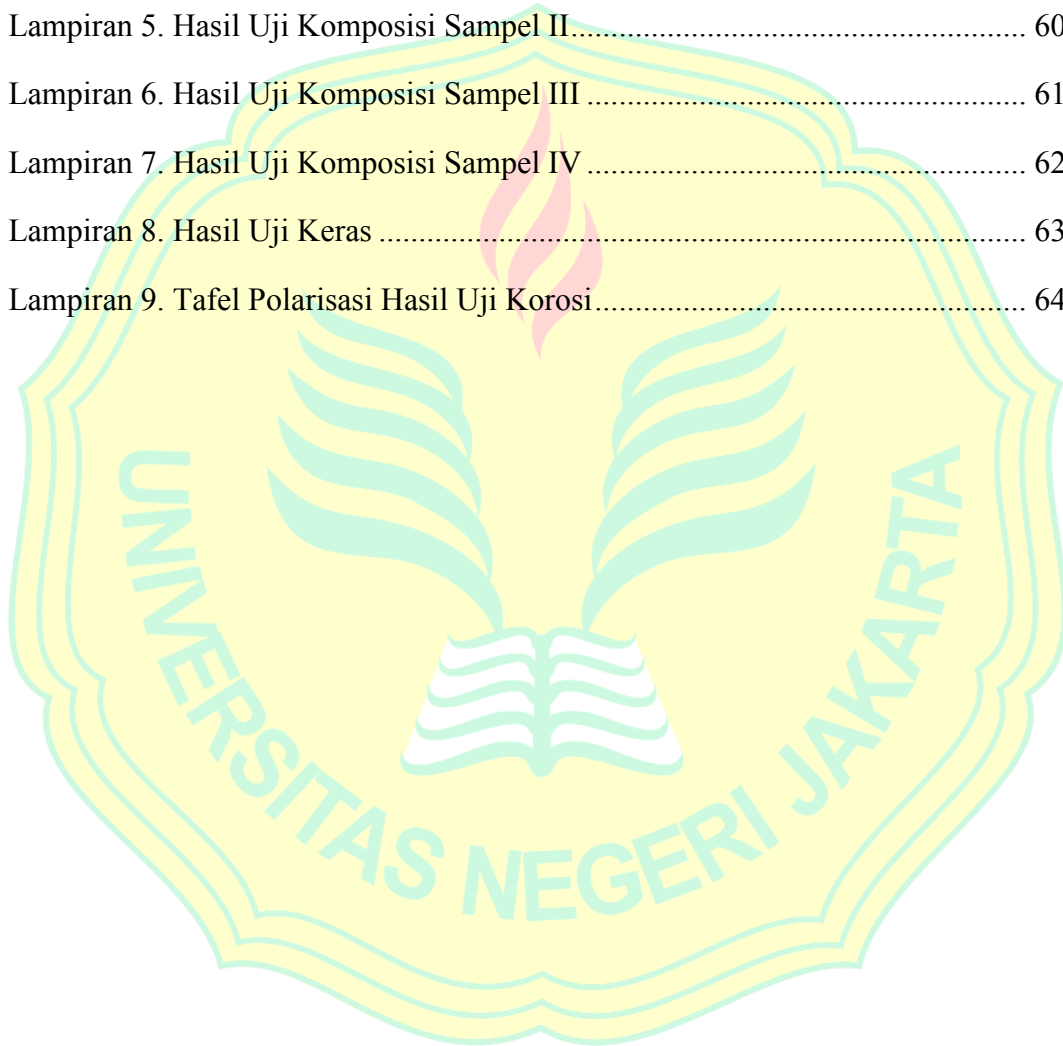 Lampiran 5. Hasil Uji Komposisi Sampel II.......................................................................... 60
Lampiran 6. Hasil Uji Komposisi Sampel III ....................................................................... 61
Lampiran 7. Hasil Uji Komposisi Sampel IV ....................................................................... 62
Lampiran 8. Hasil Uji Keras ................................................................................................. 63
Lampiran 9. Tafel Polarisasi Hasil Uji Korosi...................................................................... 64
UNIVERSITAS NEGERI JAKARTA